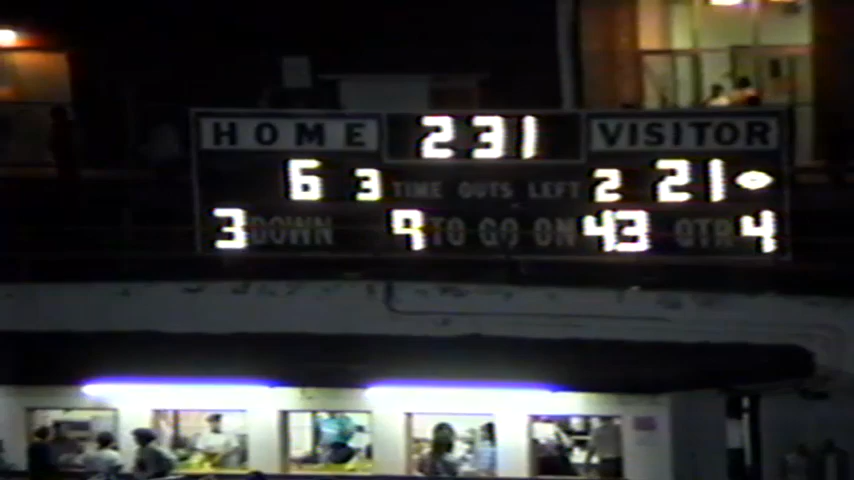 HOME 231 VISITOR
6 3 TIME OUTS LEFT 2 21
3 DOWN 9 TO GO ON 43 QTR 4